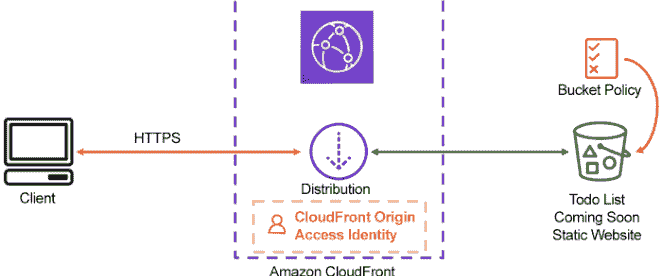 Bucket Policy
HTTPS
Client
Distribution
CloudFront Origin
Access Identity
Todo List
Coming Soon
Static Website
Amazon CloudFront